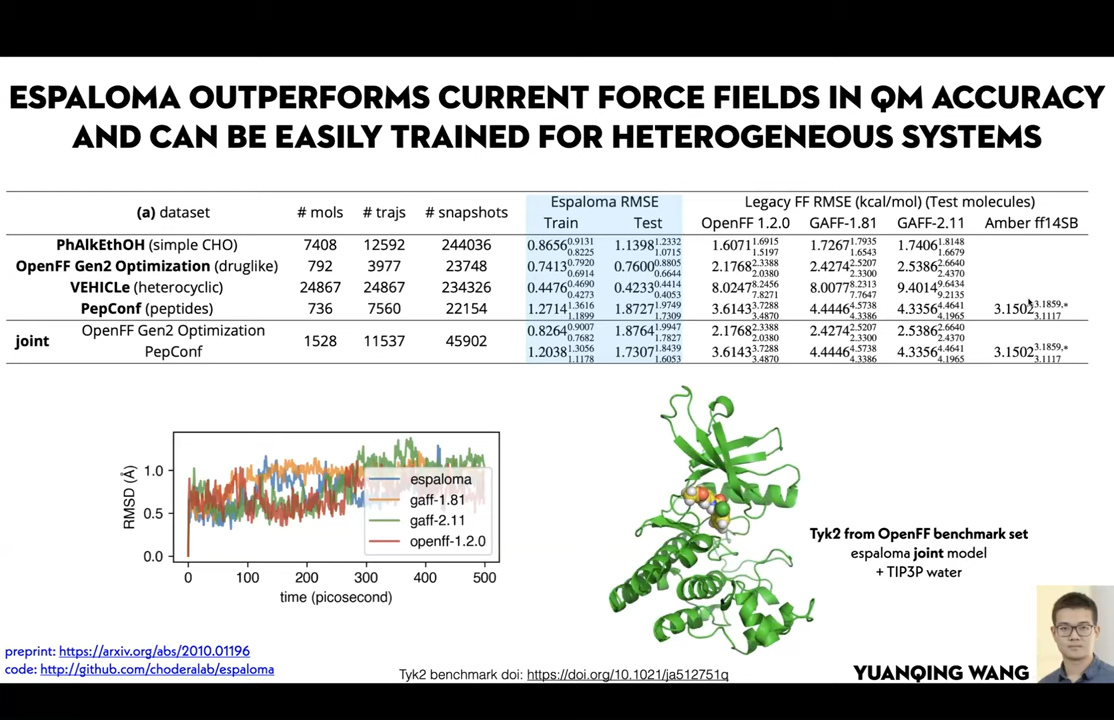 ESPALOMA OUTPERFORMS CURRENT FORCE FIELDS IN QM ACCURACY
AND CAN BE EASILY TRAINED FOR HETEROGENEOUS SYSTEMS
Espaloma RMSE Legacy FF RMSE (kcal/mol) (Test molecules)
(a) dataset # mols # trajs # snapshots Train Test OpenFF 1.2.0 GAFF-1.81 GAFF-2.11 Amber ff14SB
PhAlkEthOH (simple CHO) 7408 12592 244036 0.8656 0.9131 0.8225 1.1398 1.2332 1.0715 1.6071 1.6915 1.5197 1.7267 1.7935 1.6543 1.7406 1.8148 1.6679
OpenFF Gen2 Optimization (druglike) 792 3977 23748 0.7413 0.7920 0.6914 0.7600 0.8805 0.6644 2.1768 2.3388 2.0380 2.4274 2.5207 2.3300 2.5386 2.6640 2.4370
VEHICLe (heterocyclic) 24867 24867 234326 0.4476 0.4690 0.4273 0.4233 0.4414 0.4053 8.0247 8.2456 7.8271 8.0077 8.2313 7.7647 9.4014 9.6434 9.2135
PepConf (peptides) 736 7560 22154 1.2714 1.3616 1.1899 1.8727 1.9749 1.7309 3.6143 3.7288 3.4870 4.4446 4.5738 4.3386 4.3356 4.4641 4.1965 3.1502 3.1859,* 3.1117
joint OpenFF Gen2 Optimization 1528 11537 45902 0.8264 0.9007 0.7682 1.8764 1.9947 1.7827 2.1768 2.3388 2.0380 2.4274 2.5207 2.3300 2.5386 2.6640 2.4370
PepConf 1.2038 1.3056 1.1178 1.7307 1.8439 1.6053 3.6143 3.7288 3.4870 4.4446 4.5738 4.3386 4.3356 4.4641 4.1965 3.1502 3.1859,* 3.1117
RMSD (Å)
1.0
0.5
0.0
0 100 200 300 400 500
time (picosecond)
espaloma
gaff-1.81
gaff-2.11
openff-1.2.0
Tyk2 from OpenFF benchmark set
espaloma joint model
+ TIP3P water
preprint: https://arxiv.org/abs/2010.01196
code: http://github.com/choderalab/espaloma
Tyk2 benchmark doi: https://doi.org/10.1021/ja512751q
YUANQING WANG